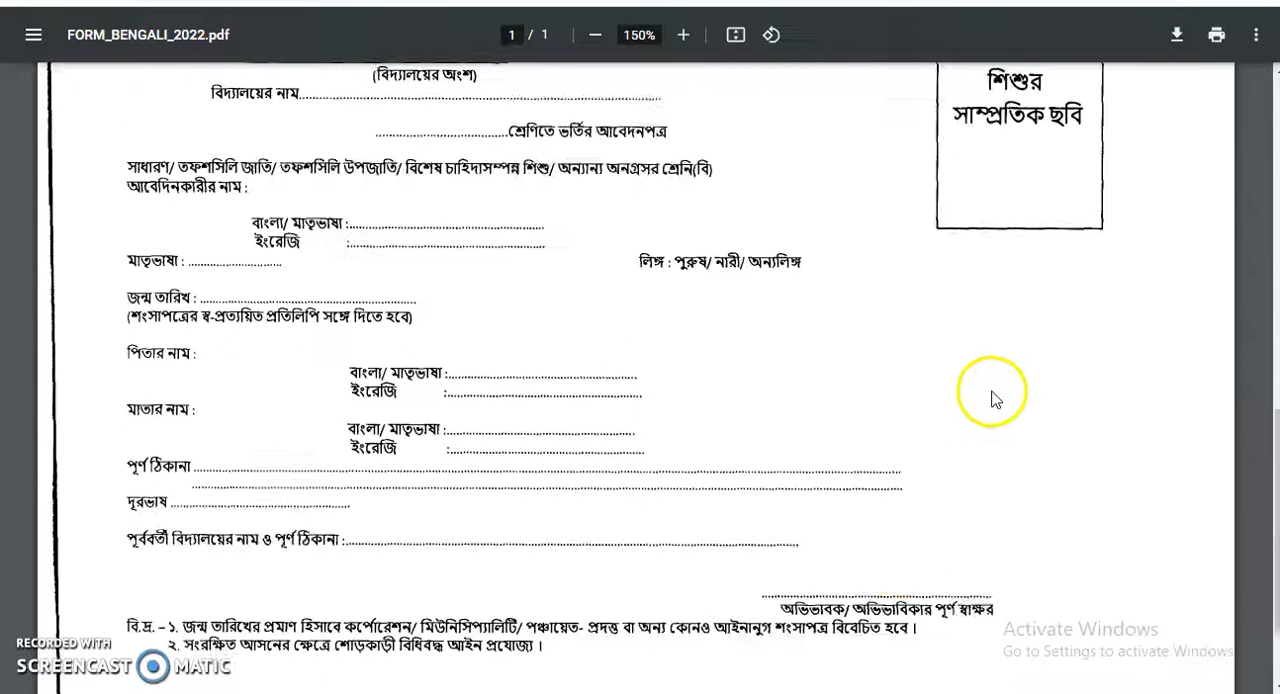 FORM_BENGALI_2022.pdf 1 / 1 150%
(বিদ্যালয়ের অংশ)
বিদ্যালয়ের নাম..........................................................................................
................................শ্রেণিতে ভর্তির আবেদনপত্র
শিশুর
সাম্প্রতিক ছবি
সাধারণ/ তফশসিলি জাতি/ তফশসিলি উপজাতি/ বিশেষ চাহিদাসম্পন্ন শিশু/ অন্যান্য অনগ্রসর শ্রেনি(বি)
আবেদিনকারীর নাম :
বাংলা/ মাতৃভাষা :.................................................
ইংরেজি :.................................................
মাতৃভাষা : ........................
লিঙ্গ : পুরুষ/ নারী/ অন্যলিঙ্গ
জন্ম তারিখ : ......................................................
(শংসাপত্রের স্ব-প্রত্যয়িত প্রতিলিপি সঙ্গে দিতে হবে)
পিতার নাম :
বাংলা/ মাতৃভাষা :................................................
ইংরেজি :................................................
মাতার নাম :
বাংলা/ মাতৃভাষা :................................................
ইংরেজি :................................................
পূর্ণ ঠিকানা ....................................................................................................
....................................................................................................
দূরভাষ .............................................
পূর্ববর্তী বিদ্যালয়ের নাম ও পূর্ণ ঠিকানা :..............................................................................
..........................................................
অভিভাবক/ অভিভাবিকার পূর্ণ স্বাক্ষর
বি.দ্র. – ১. জন্ম তারিখের প্রমাণ হিসাবে কর্পোরেশন/ মিউনিসিপ্যালিটি/ পঞ্চায়েত- প্রদত্ত বা অন্য কোনও আইনানুগ শংসাপত্র বিবেচিত হবে ।
২. সংরক্ষিত আসনের ক্ষেত্রে শোড়কাড়ী বিধিবদ্ধ আইন প্রযোজ্য ।
Activate Windows
Go to Settings to activate Windows
RECORDED WITH
SCREENCAST MATIC